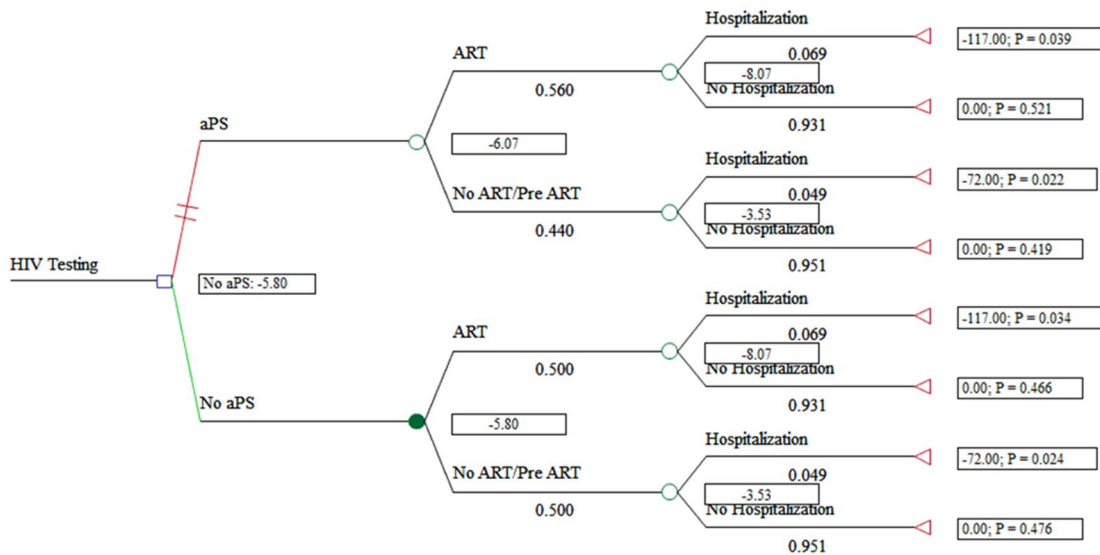 Hospitalization
-117.00; P = 0.039
0.069
ART
-8.07
0.560
No Hospitalization
0.00; P = 0.521
0.931
aPS
-6.07
Hospitalization
-72.00; P = 0.022
0.049
No ART/Pre ART
-3.53
0.440
No Hospitalization
0.00; P = 0.419
0.951
HIV Testing
No aPS: -5.80
Hospitalization
-117.00; P = 0.034
0.069
ART
-8.07
0.500
No Hospitalization
0.00; P = 0.466
0.931
No aPS
-5.80
Hospitalization
-72.00; P = 0.024
0.049
No ART/Pre ART
-3.53
0.500
No Hospitalization
0.00; P = 0.476
0.951